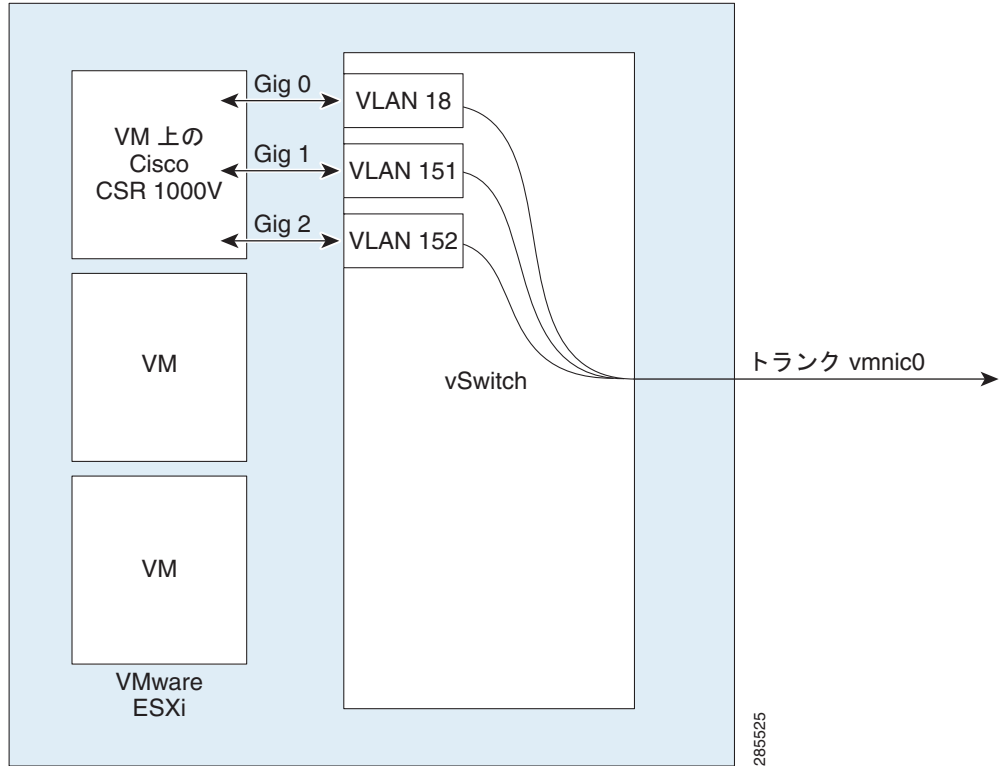 Gig 0
VLAN 18
VM 上の
Cisco
CSR 1000V
Gig 1
VLAN 151
Gig 2
VLAN 152
VM
vSwitch
トランク vmnic0
VM
VMware
ESXi
285525